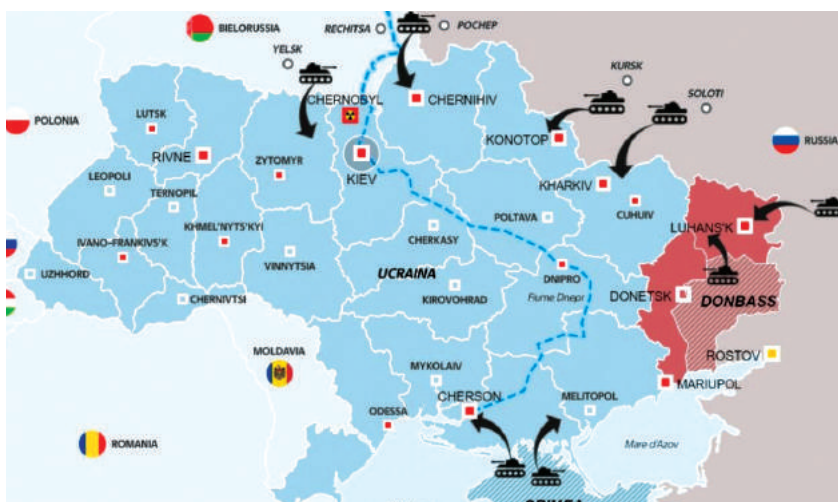 BIELORUSSIA
RECHITSA
POCHEP
YELSK
KURSK
SOLOTI
POLONIA
LUTSK
CHERNOBYL
CHERNIHIV
KONOTOP
RUSSIA
RIVNE
ZYTOMYR
KIEV
KHARKIV
CUHUIV
LEOPOLI
TERNOPIL
LUHANS'K
POLTAVA
IVANO-FRANKIVS'K
KHMEL'NYTS'KYI
CHERKASY
VINNYTSIA
UCRAINA
DNIPRO
UZHHORD
CHERNIVTSI
KIROVOHRAD
Fiume Dnepr
DONETSK
DONBASS
MOLDAVIA
MYKOLAIV
ROSTOV
CHERSON
MELITOPOL
MARIUPOL
ODESSA
ROMANIA
Mare d'Azov
CRIMEA